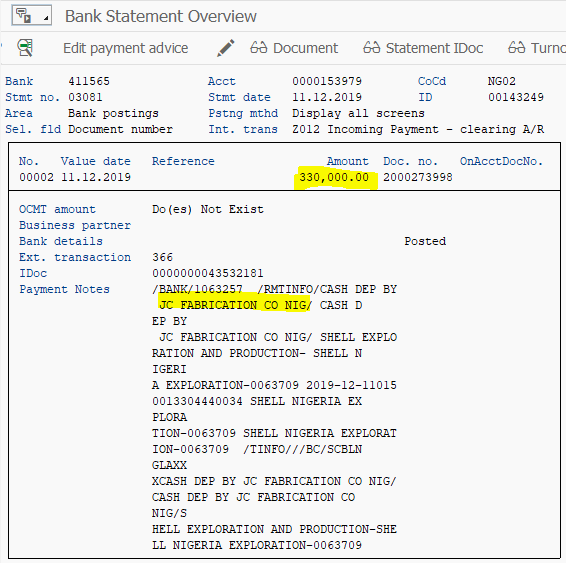 Bank Statement Overview
Edit payment advice Document Statement IDoc Turno
Bank 411565 Acct 0000153979 CoCd NG02
Stmt no. 03081 Stmt date 11.12.2019 ID 00143249
Area Bank postings Pstng mthd Display all screens
Sel. fld Document number Int. trans Z012 Incoming Payment - clearing A/R
No. Value date Reference Amount Doc. no. OnAcctDocNo.
00002 11.12.2019 330,000.00 2000273998
OCMT amount Do(es) Not Exist
Business partner
Bank details Posted
Ext. transaction 366
IDoc 0000000043532181
Payment Notes /BANK/1063257 /RMTINFO/CASH DEP BY
JC FABRICATION CO NIG/ CASH D
EP BY
JC FABRICATION CO NIG/ SHELL EXPLO
RATION AND PRODUCTION- SHELL N
IGERI
A EXPLORATION-0063709 2019-12-11015
0013304440034 SHELL NIGERIA EX
PLORA
TION-0063709 SHELL NIGERIA EXPLORAT
ION-0063709 /TINFO///BC/SCBLN
GLAXX
XCASH DEP BY JC FABRICATION CO NIG/
CASH DEP BY JC FABRICATION CO
NIG/S
HELL EXPLORATION AND PRODUCTION-SHE
LL NIGERIA EXPLORATION-0063709